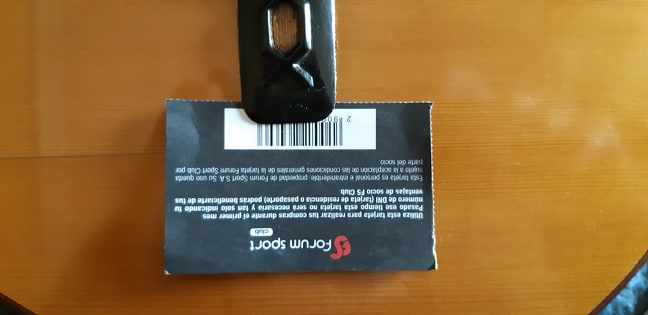 forum sport
club
Utiliza esta tarjeta para realizar tus compras durante el primer mes.
Pasado ese tiempo esta tarjeta no será necesaria y tan solo indicando tu
número de DNI (tarjeta de residencia o pasaporte) podrás beneficiarte de tus
ventajas de socio FS Club
Esta tarjeta es personal e intransferible, propiedad de Forum Sport S.A. Su uso queda
sujeto a la aceptación de las condiciones generales de la tarjeta Forum Sport Club por
parte del socio